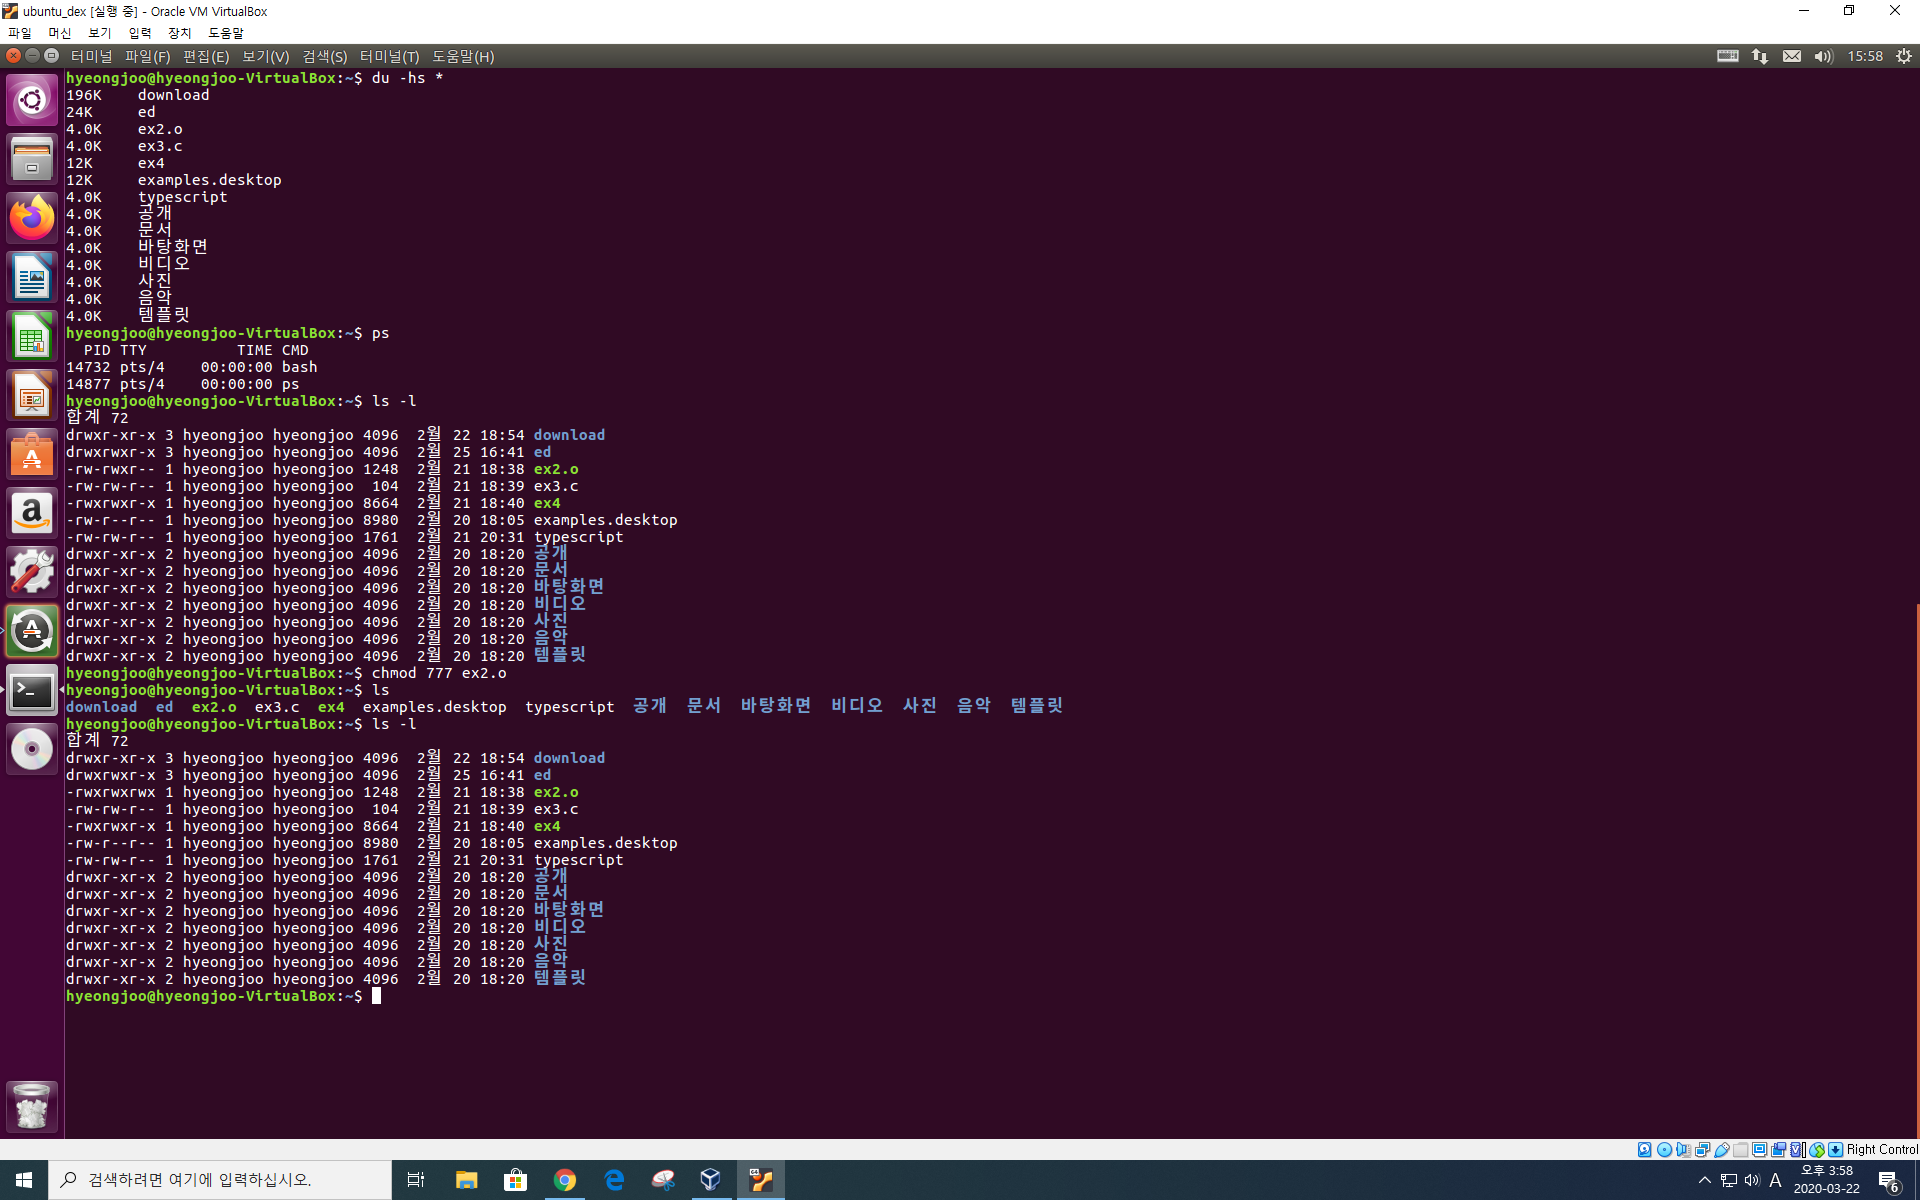 ubuntu_dex [실행 중] - Oracle VM VirtualBox
파일 머신 보기 입력 장치 도움말
터미널 파일(F) 편집(E) 보기(V) 검색(S) 터미널(T) 도움말(H) 15:58
hyeongjoo@hyeongjoo-VirtualBox:~$ du -hs *
196K download
24K ed
4.0K ex2.o
4.0K ex3.c
12K ex4
12K examples.desktop
4.0K typescript
4.0K 공개
4.0K 문서
4.0K 바탕화면
4.0K 비디오
4.0K 사진
4.0K 음악
4.0K 템플릿
hyeongjoo@hyeongjoo-VirtualBox:~$ ps
PID TTY TIME CMD
14732 pts/4 00:00:00 bash
14877 pts/4 00:00:00 ps
hyeongjoo@hyeongjoo-VirtualBox:~$ ls -l
합계 72
drwxr-xr-x 3 hyeongjoo hyeongjoo 4096 2월 22 18:54 download
drwxrwxr-x 3 hyeongjoo hyeongjoo 4096 2월 25 16:41 ed
-rw-rwxr-- 1 hyeongjoo hyeongjoo 1248 2월 21 18:38 ex2.o
-rw-rw-r-- 1 hyeongjoo hyeongjoo 104 2월 21 18:39 ex3.c
-rwxrwxr-x 1 hyeongjoo hyeongjoo 8664 2월 21 18:40 ex4
-rw-r--r-- 1 hyeongjoo hyeongjoo 8980 2월 20 18:05 examples.desktop
-rw-rw-r-- 1 hyeongjoo hyeongjoo 1761 2월 21 20:31 typescript
drwxr-xr-x 2 hyeongjoo hyeongjoo 4096 2월 20 18:20 공개
drwxr-xr-x 2 hyeongjoo hyeongjoo 4096 2월 20 18:20 문서
drwxr-xr-x 2 hyeongjoo hyeongjoo 4096 2월 20 18:20 바탕화면
drwxr-xr-x 2 hyeongjoo hyeongjoo 4096 2월 20 18:20 비디오
drwxr-xr-x 2 hyeongjoo hyeongjoo 4096 2월 20 18:20 사진
drwxr-xr-x 2 hyeongjoo hyeongjoo 4096 2월 20 18:20 음악
drwxr-xr-x 2 hyeongjoo hyeongjoo 4096 2월 20 18:20 템플릿
hyeongjoo@hyeongjoo-VirtualBox:~$ chmod 777 ex2.o
hyeongjoo@hyeongjoo-VirtualBox:~$ ls
download ed ex2.o ex3.c ex4 examples.desktop typescript 공개 문서 바탕화면 비디오 사진 음악 템플릿
hyeongjoo@hyeongjoo-VirtualBox:~$ ls -l
합계 72
drwxr-xr-x 3 hyeongjoo hyeongjoo 4096 2월 22 18:54 download
drwxrwxr-x 3 hyeongjoo hyeongjoo 4096 2월 25 16:41 ed
-rwxrwxrwx 1 hyeongjoo hyeongjoo 1248 2월 21 18:38 ex2.o
-rw-rw-r-- 1 hyeongjoo hyeongjoo 104 2월 21 18:39 ex3.c
-rwxrwxr-x 1 hyeongjoo hyeongjoo 8664 2월 21 18:40 ex4
-rw-r--r-- 1 hyeongjoo hyeongjoo 8980 2월 20 18:05 examples.desktop
-rw-rw-r-- 1 hyeongjoo hyeongjoo 1761 2월 21 20:31 typescript
drwxr-xr-x 2 hyeongjoo hyeongjoo 4096 2월 20 18:20 공개
drwxr-xr-x 2 hyeongjoo hyeongjoo 4096 2월 20 18:20 문서
drwxr-xr-x 2 hyeongjoo hyeongjoo 4096 2월 20 18:20 바탕화면
drwxr-xr-x 2 hyeongjoo hyeongjoo 4096 2월 20 18:20 비디오
drwxr-xr-x 2 hyeongjoo hyeongjoo 4096 2월 20 18:20 사진
drwxr-xr-x 2 hyeongjoo hyeongjoo 4096 2월 20 18:20 음악
drwxr-xr-x 2 hyeongjoo hyeongjoo 4096 2월 20 18:20 템플릿
hyeongjoo@hyeongjoo-VirtualBox:~$
Right Control
검색하려면 여기에 입력하십시오.
A 오후 3:58
2020-03-22
6